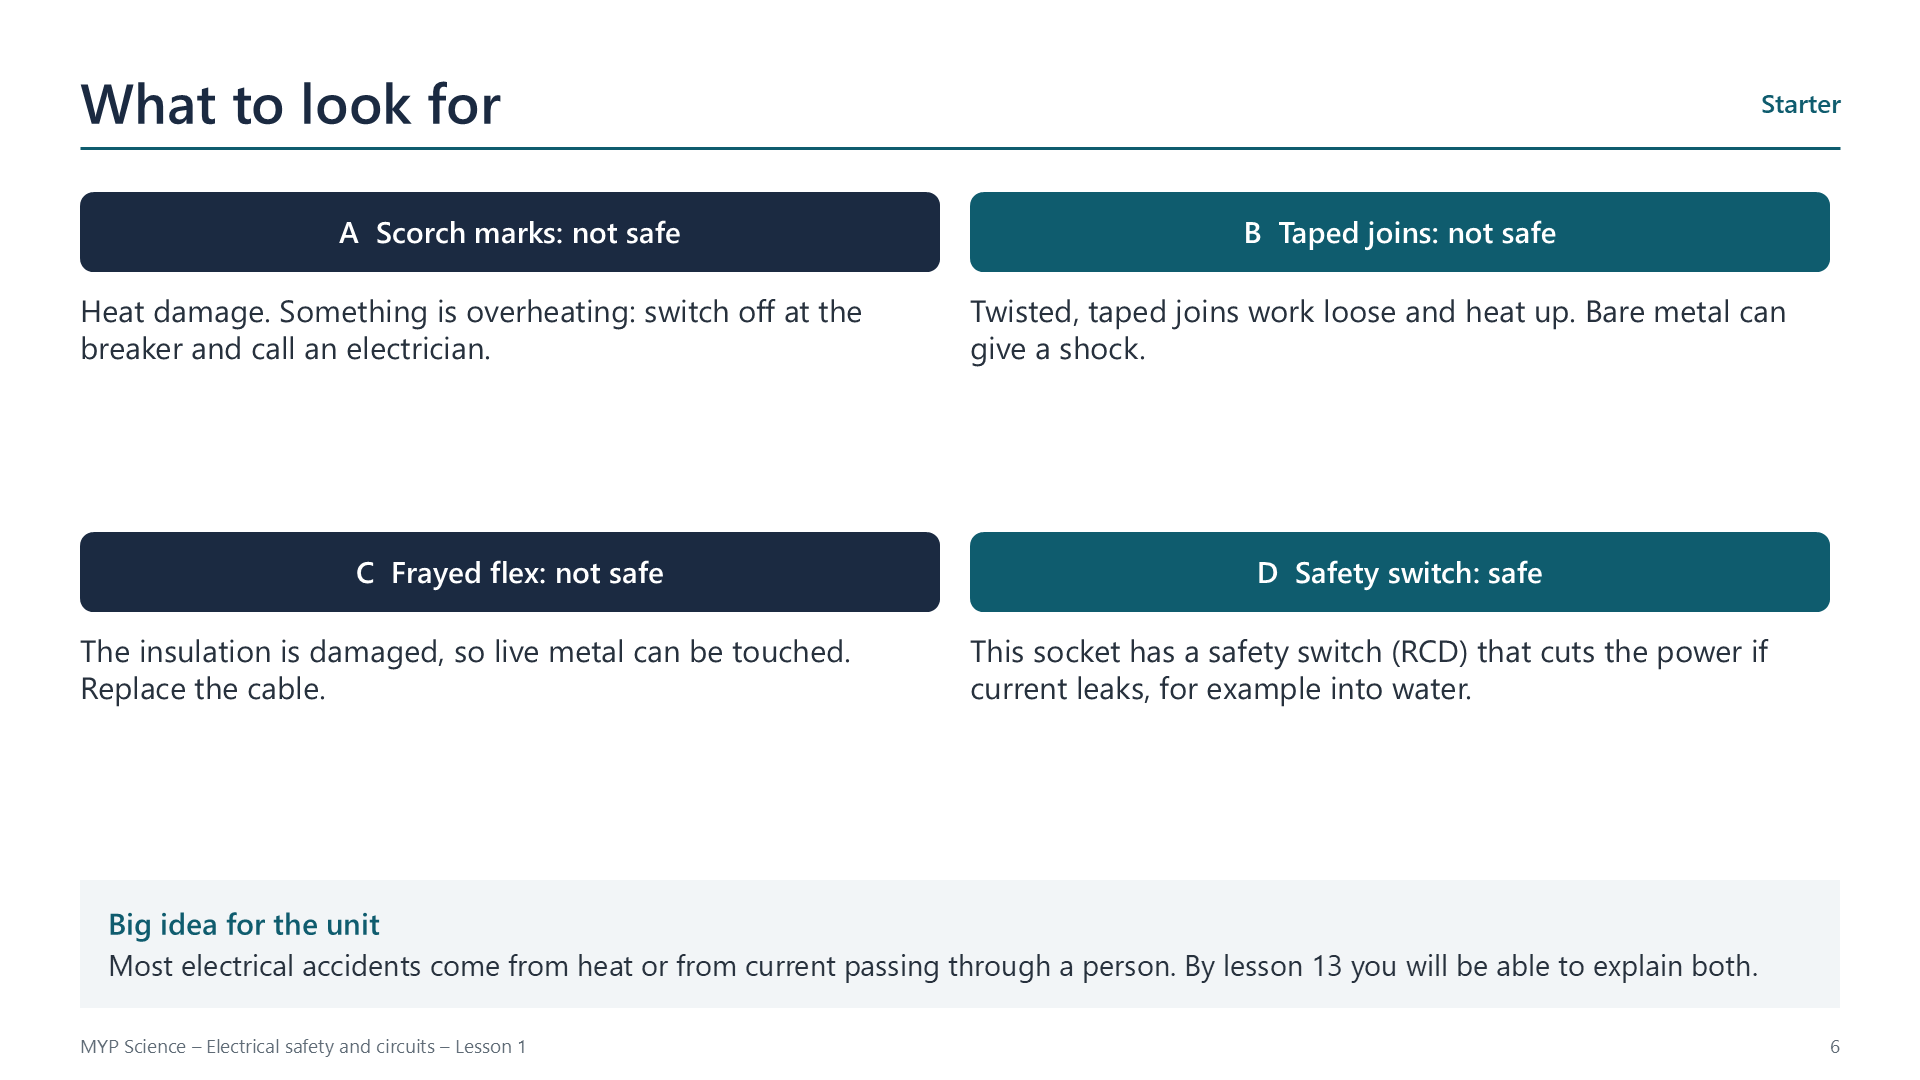 What to look for
Starter
A Scorch marks: not safe
Heat damage. Something is overheating: switch off at the
breaker and call an electrician.
B Taped joins: not safe
Twisted, taped joins work loose and heat up. Bare metal can
give a shock.
C Frayed flex: not safe
The insulation is damaged, so live metal can be touched.
Replace the cable.
D Safety switch: safe
This socket has a safety switch (RCD) that cuts the power if
current leaks, for example into water.
Big idea for the unit
Most electrical accidents come from heat or from current passing through a person. By lesson 13 you will be able to explain both.
MYP Science – Electrical safety and circuits – Lesson 1
6